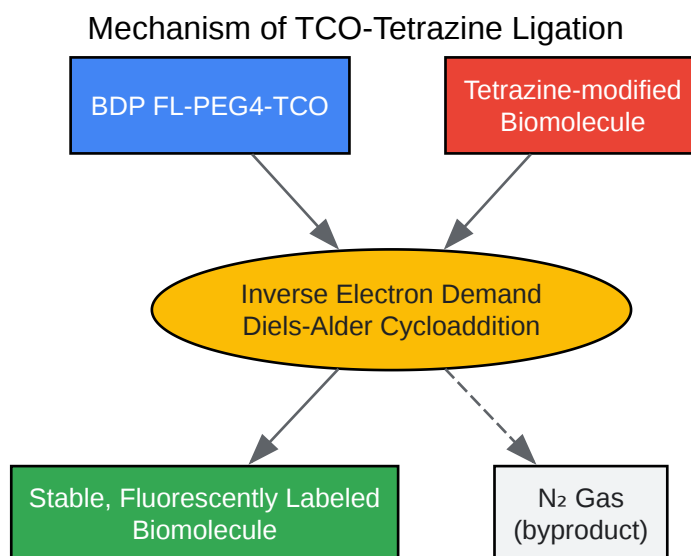 Mechanism of TCO-Tetrazine Ligation
BDP FL-PEG4-TCO
Tetrazine-modified
Biomolecule
Inverse Electron Demand
Diels-Alder Cycloaddition
Stable, Fluorescently Labeled
Biomolecule
N₂ Gas
(byproduct)